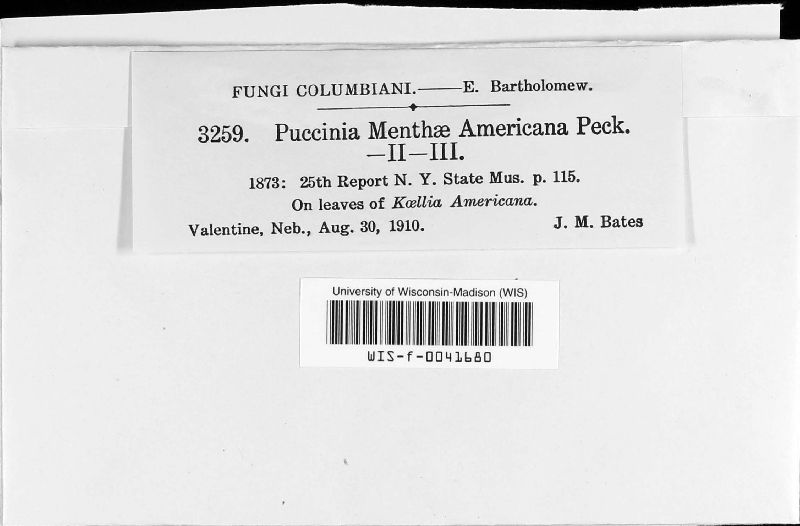 FUNGI COLUMBIANI.——E. Bartholomew.
3259. Puccinia Menthæ Americana Peck.
—II—III.
1873: 25th Report N. Y. State Mus. p. 115.
On leaves of Kœllia Americana.
Valentine, Neb., Aug. 30, 1910. J. M. Bates
University of Wisconsin-Madison (WIS)
WIS-f-0041680